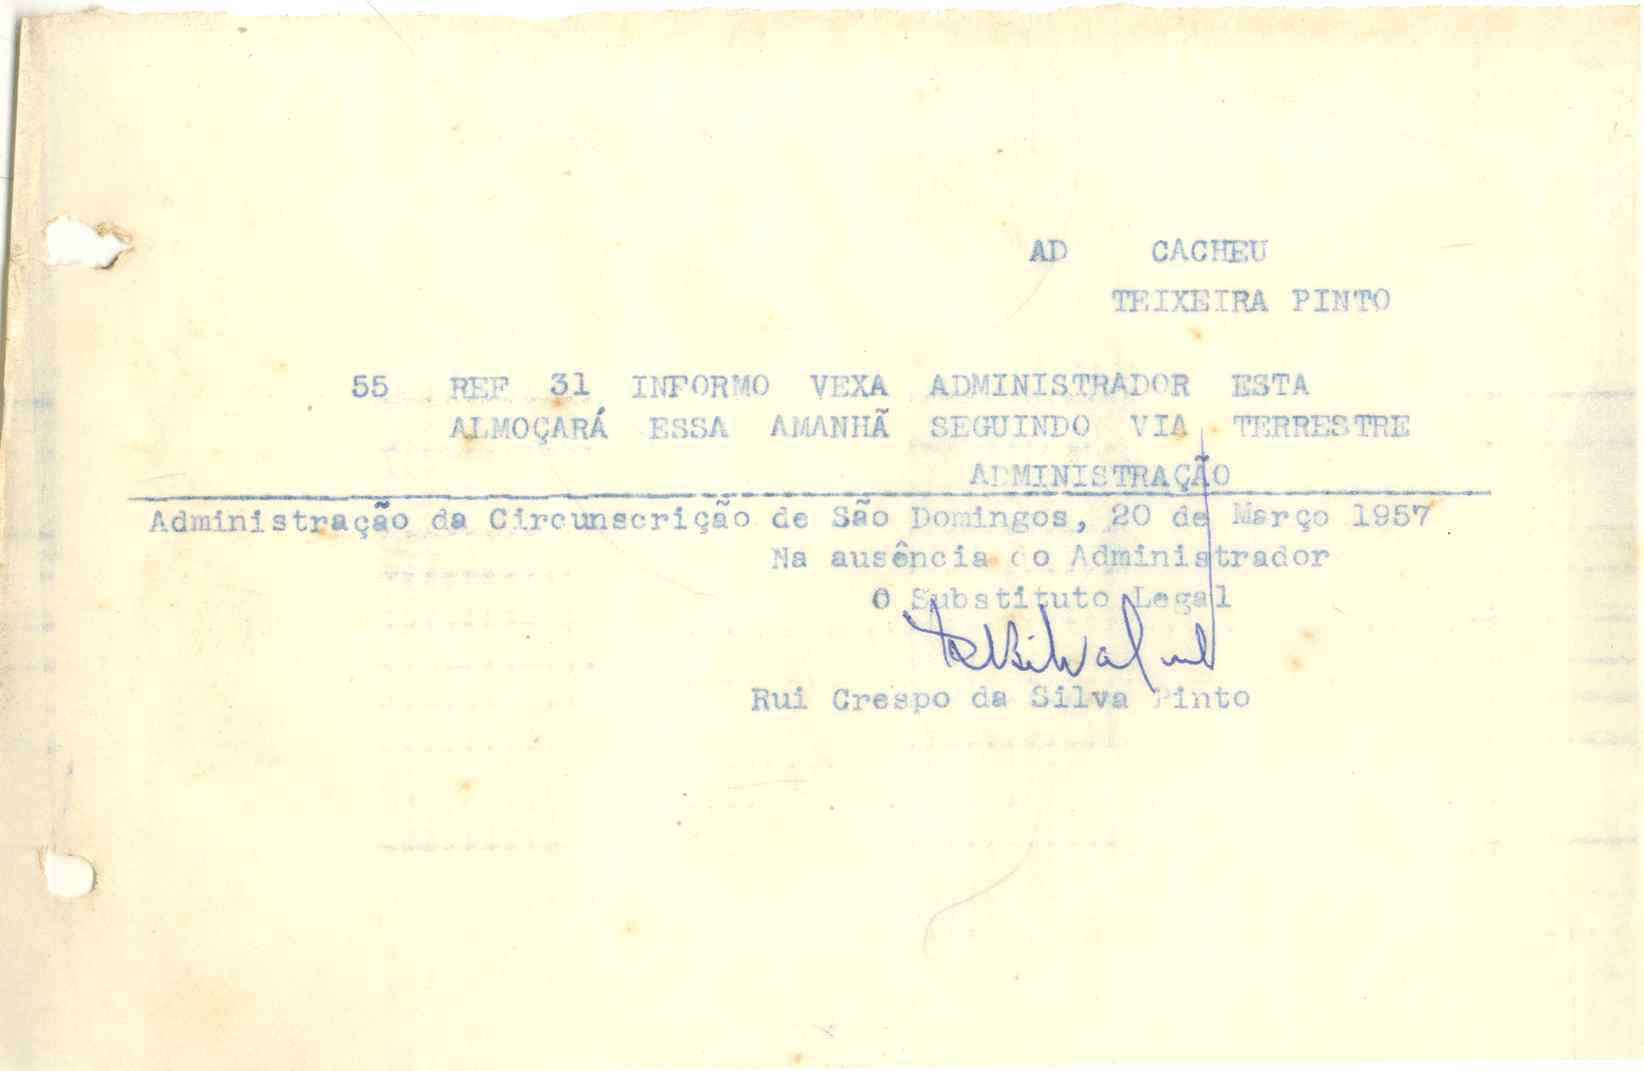 AD CACHEU
TEIXEIRA PINTO
55 REF 31 INFORMO VEXA ADMINISTRADOR ESTA
ALMOÇARÁ ESSA AMANHÃ SEGUINDO VIA TERRESTRE
ADMINISTRAÇÃO
Administração da Circunscrição de São Domingos, 20 de Março 1957
Na ausência do Administrador
O Substituto Legal
Rui Crespo da Silva Pinto